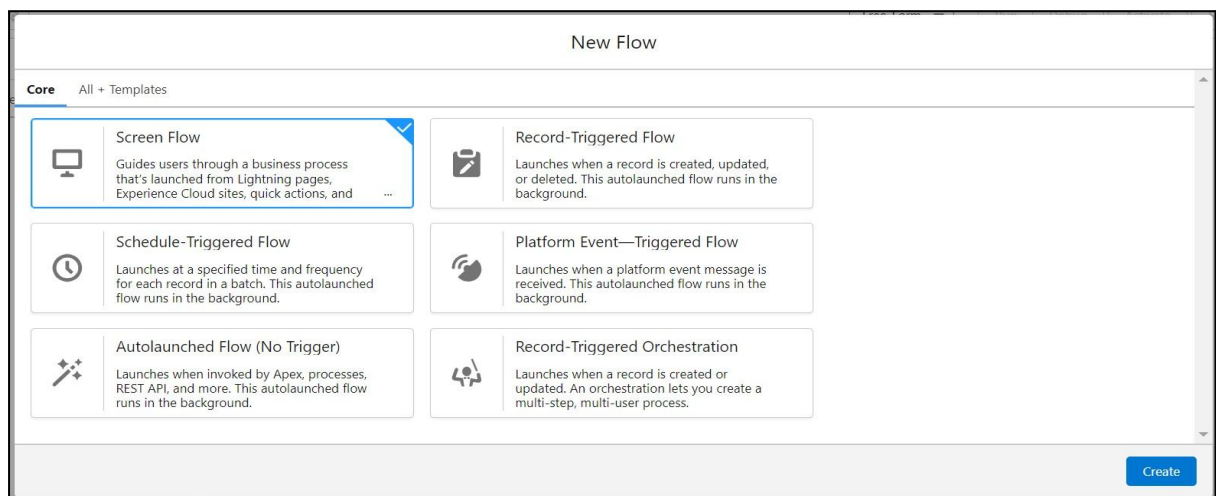 New Flow
Core All + Templates
Screen Flow
Guides users through a business process
that's launched from Lightning pages,
Experience Cloud sites, quick actions, and ...
Record-Triggered Flow
Launches when a record is created, updated,
or deleted. This autolaunched flow runs in the
background.
Schedule-Triggered Flow
Launches at a specified time and frequency
for each record in a batch. This autolaunched
flow runs in the background.
Platform Event—Triggered Flow
Launches when a platform event message is
received. This autolaunched flow runs in the
background.
Autolaunched Flow (No Trigger)
Launches when invoked by Apex, processes,
REST API, and more. This autolaunched flow
runs in the background.
Record-Triggered Orchestration
Launches when a record is created or
updated. An orchestration lets you create a
multi-step, multi-user process.
Create